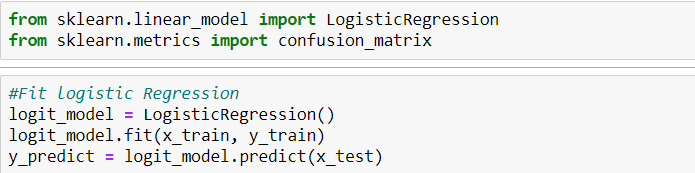 from sklearn.linear_model import LogisticRegression
from sklearn.metrics import confusion_matrix
#Fit logistic Regression
logit_model = LogisticRegression()
logit_model.fit(x_train, y_train)
y_predict = logit_model.predict(x_test)